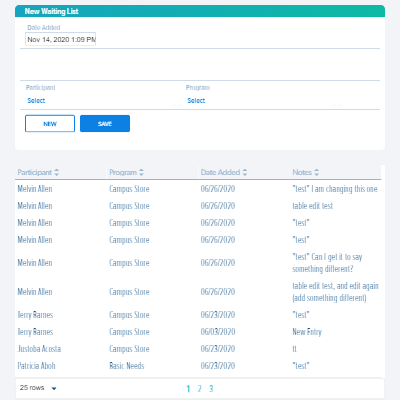 New Waiting List
Date Added
Nov 14, 2020 1:09 PM
Participant Program
Select Select
NEW SAVE
Participant Program Date Added Notes
Melvin Allen Campus Store 06/26/2020 "test" I am changing this one
Melvin Allen Campus Store 06/26/2020 table edit test
Melvin Allen Campus Store 06/26/2020 "test"
Melvin Allen Campus Store 06/26/2020 "test"
Melvin Allen Campus Store 06/26/2020 "test" Can I get it to say
something different?
Melvin Allen Campus Store 06/26/2020 table edit test, and edit again
(add something different)
Terry Barnes Campus Store 06/23/2020 "test"
Terry Barnes Campus Store 06/03/2020 New Entry
Campus Store 06/23/2020 tt
Patricia Aboh Basic Needs 06/23/2020 "test"
25 rows 1 2 3